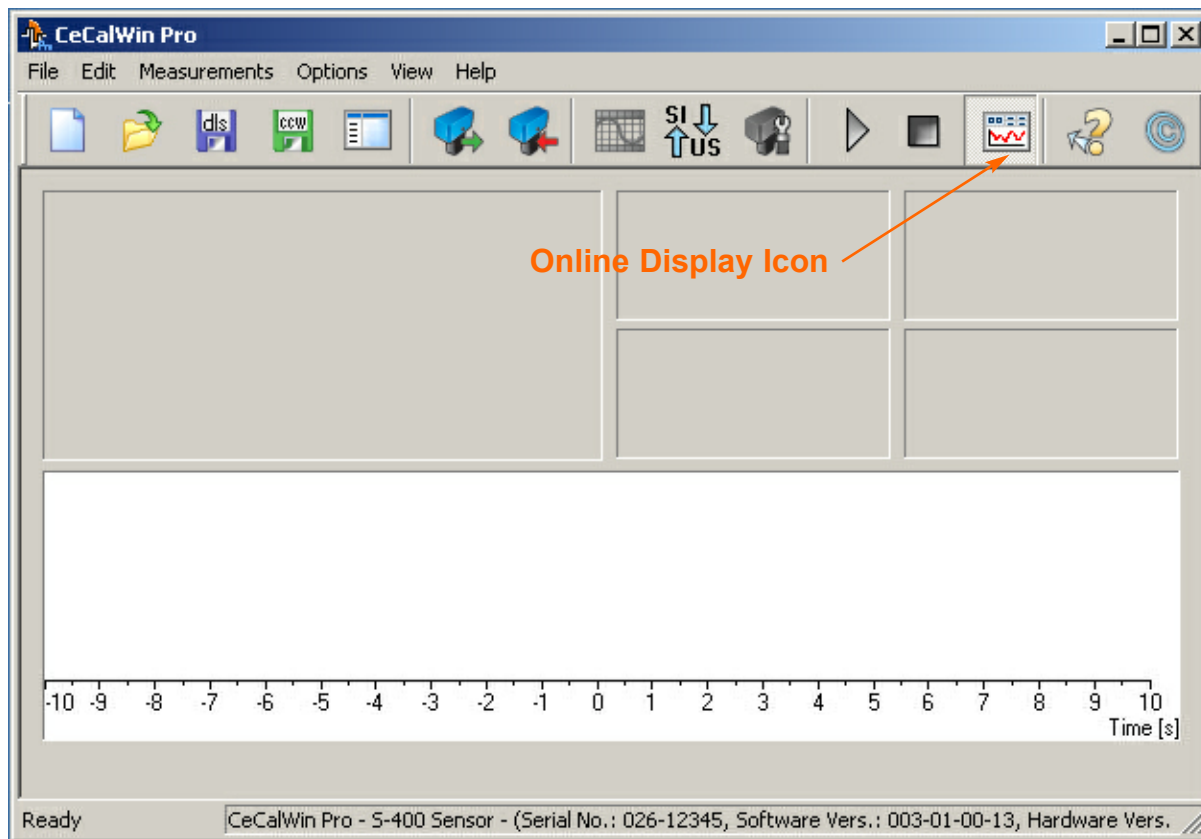 CeCalWin Pro
File Edit Measurements Options View Help
dls ccw SI US
Online Display Icon
-10 -9 -8 -7 -6 -5 -4 -3 -2 -1 0 1 2 3 4 5 6 7 8 9 10
Time [s]
Ready CeCalWin Pro - S-400 Sensor - (Serial No.: 026-12345, Software Vers.: 003-01-00-13, Hardware Vers.